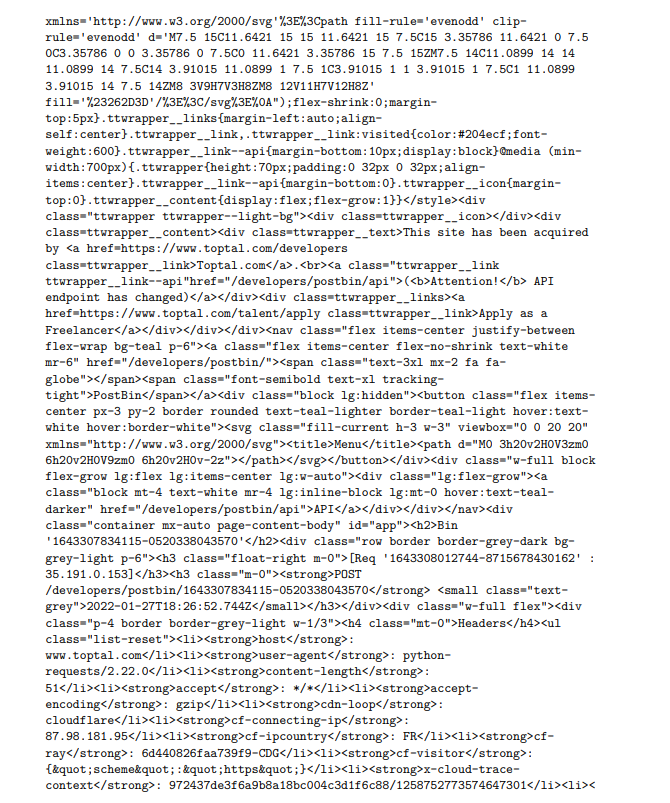 xmlns='http://www.w3.org/2000/svg'%3E%3Cpath fill-rule='evenodd' clip-
rule='evenodd' d='M7.5 15C11.6421 15 15 11.6421 15 7.5C15 3.35786 11.6421 0 7.5
0C3.35786 0 0 3.35786 0 7.5C0 11.6421 3.35786 15 7.5 15ZM7.5 14C11.0899 14 14
11.0899 14 7.5C14 3.91015 11.0899 1 7.5 1C3.91015 1 1 3.91015 1 7.5C1 11.0899
3.91015 14 7.5 14ZM8 3V9H7V3H8ZM8 12V11H7V12H8Z'
fill='%23262D3D'/%3E%3C/svg%3E%0A");flex-shrink:0;margin-
top:5px}.ttwrapper__links{margin-left:auto;align-
self:center}.ttwrapper__link,.ttwrapper__link:visited{color:#204ecf;font-
weight:600}.ttwrapper__link--api{margin-bottom:10px;display:block}@media (min-
width:700px){.ttwrapper{height:70px;padding:0 32px 0 32px;align-
items:center}.ttwrapper__link--api{margin-bottom:0}.ttwrapper__icon{margin-
top:0}.ttwrapper__content{display:flex;flex-grow:1}}</style><div
class="ttwrapper ttwrapper--light-bg"><div class=ttwrapper__icon></div><div
class=ttwrapper__content><div class=ttwrapper__text>This site has been acquired
by <a href=https://www.toptal.com/developers
class=ttwrapper__link>Toptal.com</a>.<br><a class="ttwrapper__link
ttwrapper__link--api"href="/developers/postbin/api">(<b>Attention!</b> API
endpoint has changed)</a></div><div class=ttwrapper__links><a
href=https://www.toptal.com/talent/apply class=ttwrapper__link>Apply as a
Freelancer</a></div></div></div><nav class="flex items-center justify-between
flex-wrap bg-teal p-6"><a class="flex items-center flex-no-shrink text-white
mr-6" href="/developers/postbin/"><span class="text-3xl mx-2 fa fa-
globe"></span><span class="font-semibold text-xl tracking-
tight">PostBin</span></a><div class="block lg:hidden"><button class="flex items-
center px-3 py-2 border rounded text-teal-lighter border-teal-light hover:text-
white hover:border-white"><svg class="fill-current h-3 w-3" viewbox="0 0 20 20"
xmlns="http://www.w3.org/2000/svg"><title>Menu</title><path d="M0 3h20v2H0V3zm0
6h20v2H0V9zm0 6h20v2H0v-2z"></path></svg></button></div><div class="w-full block
flex-grow lg:flex lg:items-center lg:w-auto"><div class="lg:flex-grow"><a
class="block mt-4 text-white mr-4 lg:inline-block lg:mt-0 hover:text-teal-
darker" href="/developers/postbin/api">API</a></div></div></nav><div
class="container mx-auto page-content-body" id="app"><h2>Bin
'1643307834115-0520338043570'</h2><div class="row border border-grey-dark bg-
grey-light p-6"><h3 class="float-right m-0">[Req '1643308012744-8715678430162' :
35.191.0.153]</h3><h3 class="m-0"><strong>POST
/developers/postbin/1643307834115-0520338043570</strong> <small class="text-
grey">2022-01-27T18:26:52.744Z</small></h3></div><div class="w-full flex"><div
class="p-4 border border-grey-light w-1/3"><h4 class="mt-0">Headers</h4><ul
class="list-reset"><li><strong>host</strong>:
www.toptal.com</li><li><strong>user-agent</strong>: python-
requests/2.22.0</li><li><strong>content-length</strong>:
51</li><li><strong>accept</strong>: */*</li><li><strong>accept-
encoding</strong>: gzip</li><li><strong>cdn-loop</strong>:
cloudflare</li><li><strong>cf-connecting-ip</strong>:
87.98.181.95</li><li><strong>cf-ipcountry</strong>: FR</li><li><strong>cf-
ray</strong>: 6d440826faa739f9-CDG</li><li><strong>cf-visitor</strong>:
{&quot;scheme&quot;:&quot;https&quot;}</li><li><strong>x-cloud-trace-
context</strong>: 972437de3f6a9b8a18bc004c3d1f6c88/1258752773574647301</li><li><